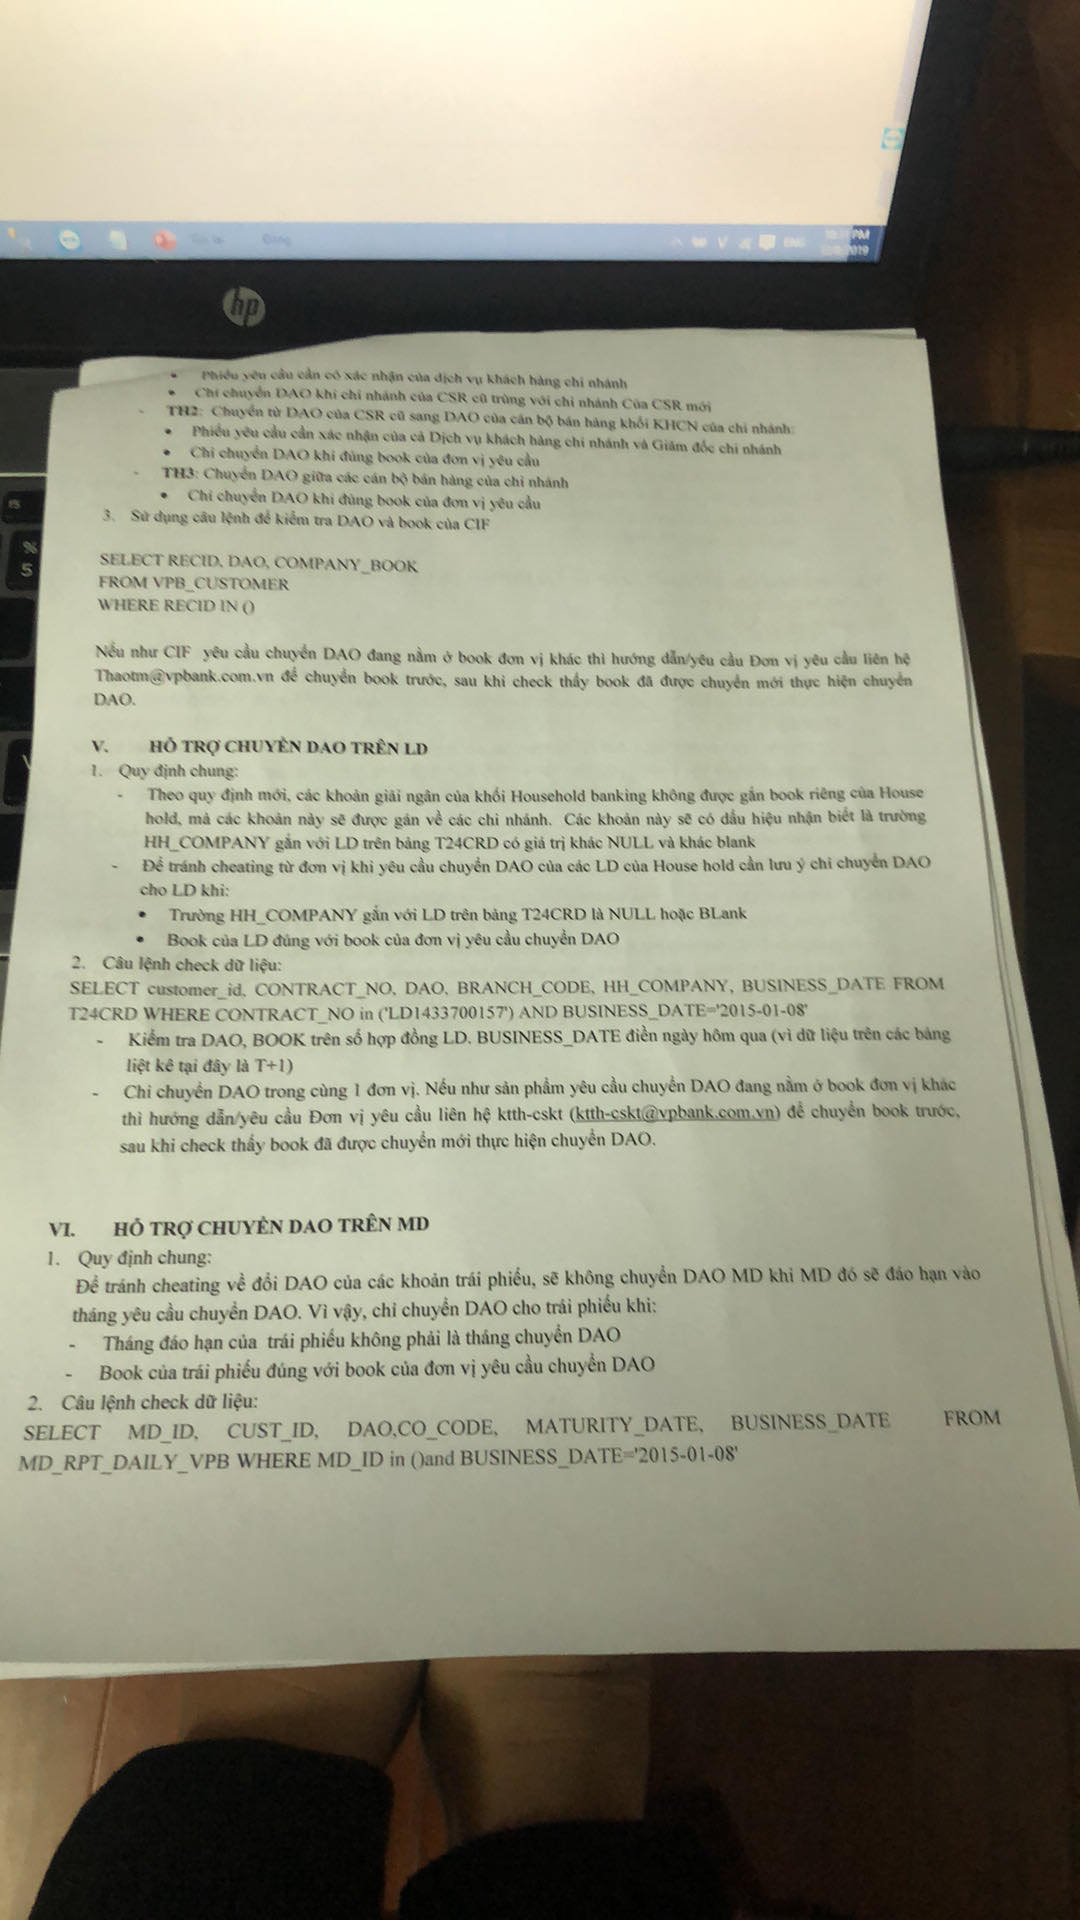 ENG
PM
2019
hp
%
5
• Phiếu yêu cầu cần có xác nhận của dịch vụ khách hàng chi nhánh
• Chỉ chuyển DAO khi chi nhánh của CSR cũ trùng với chi nhánh Của CSR mới
- TH2: Chuyển từ DAO của CSR cũ sang DAO của cán bộ bán hàng khối KHCN của chi nhánh:
• Phiếu yêu cầu cần xác nhận của cả Dịch vụ khách hàng chi nhánh và Giám đốc chi nhánh
• Chỉ chuyển DAO khi đúng book của đơn vị yêu cầu
- TH3: Chuyển DAO giữa các cán bộ bán hàng của chi nhánh
• Chỉ chuyển DAO khi đúng book của đơn vị yêu cầu
3. Sử dụng câu lệnh để kiểm tra DAO và book của CIF
SELECT RECID, DAO, COMPANY_BOOK
FROM VPB_CUSTOMER
WHERE RECID IN ()
Nếu như CIF yêu cầu chuyển DAO đang nằm ở book đơn vị khác thì hướng dẫn/yêu cầu Đơn vị yêu cầu liên hệ
Thaotm@vpbank.com.vn để chuyển book trước, sau khi check thấy book đã được chuyển mới thực hiện chuyển
DAO.
V. HỖ TRỢ CHUYỂN DAO TRÊN LD
1. Quy định chung:
- Theo quy định mới, các khoản giải ngân của khối Household banking không được gắn book riêng của House
hold, mà các khoản này sẽ được gán về các chi nhánh. Các khoản này sẽ có dấu hiệu nhận biết là trường
HH_COMPANY gắn với LD trên bảng T24CRD có giá trị khác NULL và khác blank
- Để tránh cheating từ đơn vị khi yêu cầu chuyển DAO của các LD của House hold cần lưu ý chỉ chuyển DAO
cho LD khi:
• Trường HH_COMPANY gắn với LD trên bảng T24CRD là NULL hoặc BLank
• Book của LD đúng với book của đơn vị yêu cầu chuyển DAO
2. Câu lệnh check dữ liệu:
SELECT customer_id, CONTRACT_NO, DAO, BRANCH_CODE, HH_COMPANY, BUSINESS_DATE FROM
T24CRD WHERE CONTRACT_NO in ('LD1433700157') AND BUSINESS_DATE='2015-01-08'
- Kiểm tra DAO, BOOK trên số hợp đồng LD. BUSINESS_DATE điền ngày hôm qua (vì dữ liệu trên các bảng
liệt kê tại đây là T+1)
- Chỉ chuyển DAO trong cùng 1 đơn vị. Nếu như sản phẩm yêu cầu chuyển DAO đang nằm ở book đơn vị khác
thì hướng dẫn/yêu cầu Đơn vị yêu cầu liên hệ ktth-cskt (ktth-cskt@vpbank.com.vn) để chuyển book trước,
sau khi check thấy book đã được chuyển mới thực hiện chuyển DAO.
VI. HỖ TRỢ CHUYỂN DAO TRÊN MD
1. Quy định chung:
Để tránh cheating về đổi DAO của các khoản trái phiếu, sẽ không chuyển DAO MD khi MD đó sẽ đáo hạn vào
tháng yêu cầu chuyển DAO. Vì vậy, chỉ chuyển DAO cho trái phiếu khi:
- Tháng đáo hạn của trái phiếu không phải là tháng chuyển DAO
- Book của trái phiếu đúng với book của đơn vị yêu cầu chuyển DAO
2. Câu lệnh check dữ liệu:
SELECT MD_ID, CUST_ID, DAO,CO_CODE, MATURITY_DATE, BUSINESS_DATE FROM
MD_RPT_DAILY_VPB WHERE MD_ID in ()and BUSINESS_DATE='2015-01-08'